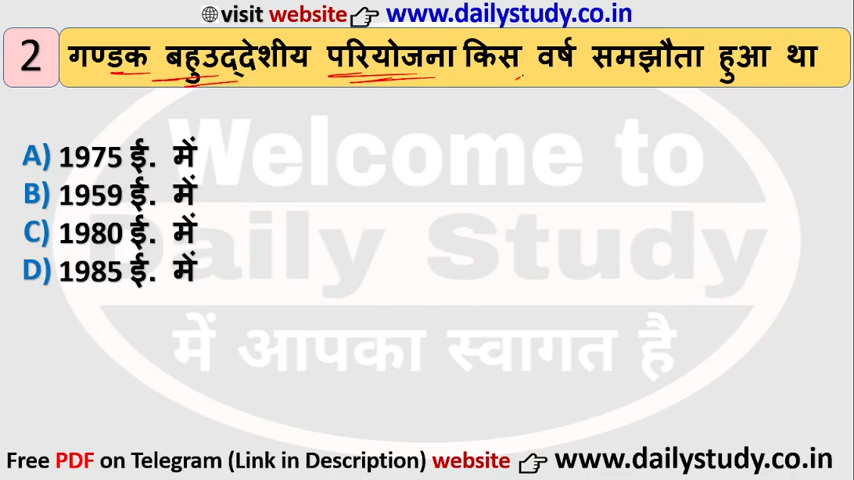 visit website www.dailystudy.co.in
2 गण्डक बहुउद्देशीय परियोजना किस वर्ष समझौता हुआ था
Welcome to
A) 1975 ई. में
B) 1959 ई. में
C) 1980 ई. में
Daily Study
D) 1985 ई. में
में आपका स्वागत है
Free PDF on Telegram (Link in Description) website www.dailystudy.co.in